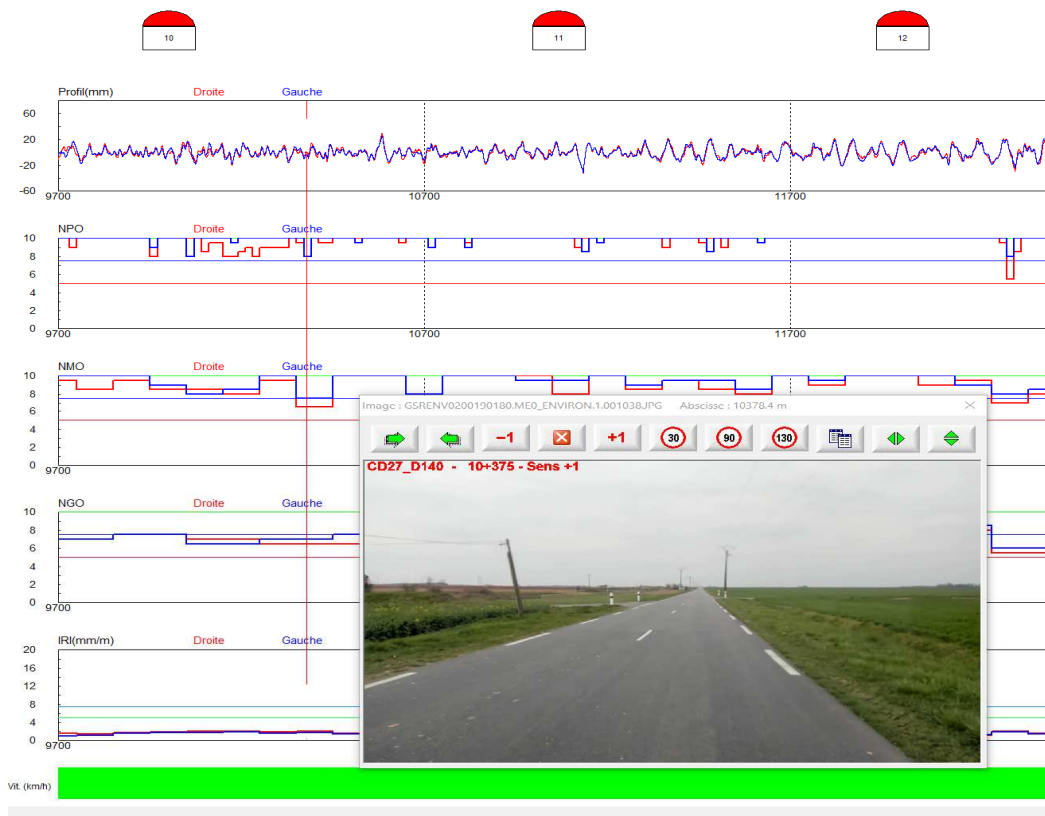 10 11 12
Profil(mm) Droite Gauche
60
20
-20
-60
9700 10700 11700
NPO Droite Gauche
10
8
6
4
2
0
9700 10700 11700
NMO Droite Gauche
10
8
6
4
2
0
9700
Image : GSRENV0200190180.ME0_ENVIRON.1.001038.JPG Abscisse : 10378.4 m
-1 +1 30 90 130
CD27_D140 - 10+375 - Sens +1
NGO Droite Gauche
10
8
6
4
2
0
9700
IRI(mm/m) Droite Gauche
20
16
12
8
4
0
9700
Vit. (km/h)